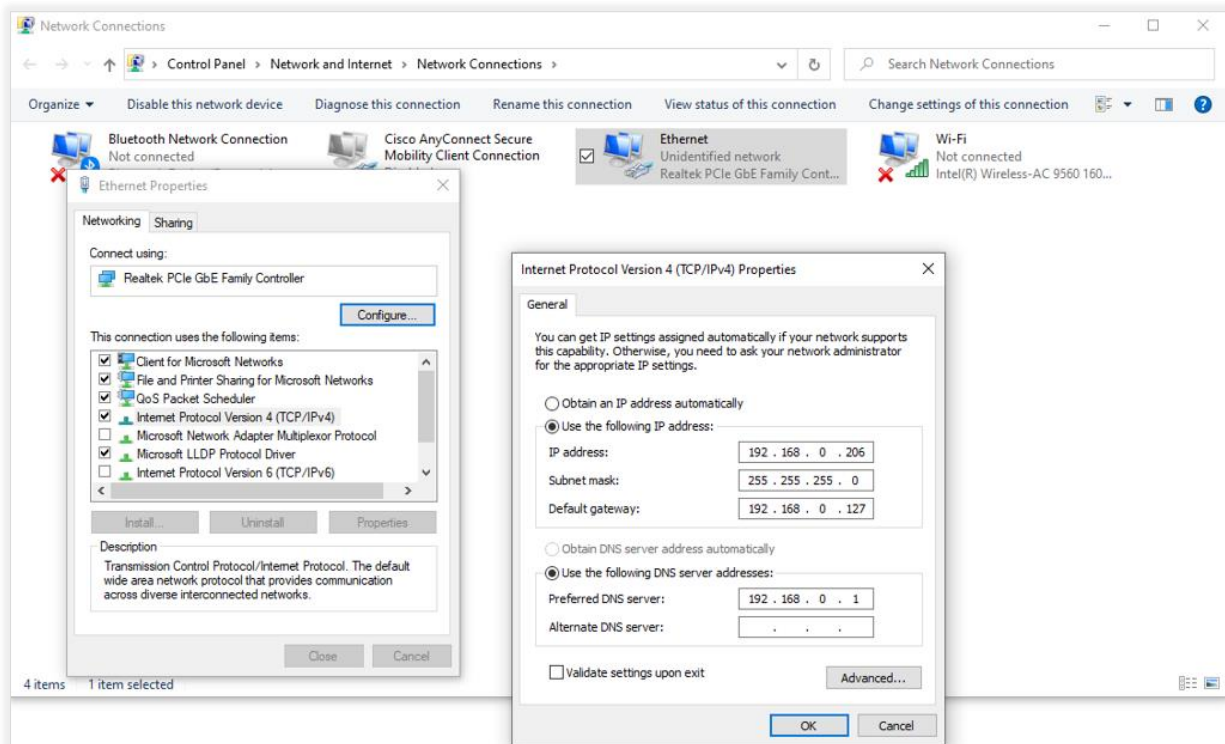 Network Connections
Control Panel > Network and Internet > Network Connections >
Search Network Connections
Organize
Disable this network device
Diagnose this connection
Rename this connection
View status of this connection
Change settings of this connection
Bluetooth Network Connection
Not connected
Cisco AnyConnect Secure
Mobility Client Connection
Ethernet
Unidentified network
Realtek PCIe GbE Family Cont...
Wi-Fi
Not connected
Intel(R) Wireless-AC 9560 160...
Ethernet Properties
Networking
Sharing
Connect using:
Realtek PCIe GbE Family Controller
Configure...
This connection uses the following items:
Client for Microsoft Networks
File and Printer Sharing for Microsoft Networks
QoS Packet Scheduler
Internet Protocol Version 4 (TCP/IPv4)
Microsoft Network Adapter Multiplexor Protocol
Microsoft LLDP Protocol Driver
Internet Protocol Version 6 (TCP/IPv6)
Install...
Uninstall
Properties
Description
Transmission Control Protocol/Internet Protocol. The default
wide area network protocol that provides communication
across diverse interconnected networks.
Close
Cancel
4 items
1 item selected
Internet Protocol Version 4 (TCP/IPv4) Properties
General
You can get IP settings assigned automatically if your network supports
this capability. Otherwise, you need to ask your network administrator
for the appropriate IP settings.
Obtain an IP address automatically
Use the following IP address:
IP address:
192 . 168 . 0 . 206
Subnet mask:
255 . 255 . 255 . 0
Default gateway:
192 . 168 . 0 . 127
Obtain DNS server address automatically
Use the following DNS server addresses:
Preferred DNS server:
192 . 168 . 0 . 1
Alternate DNS server:
. . .
Validate settings upon exit
Advanced...
OK
Cancel